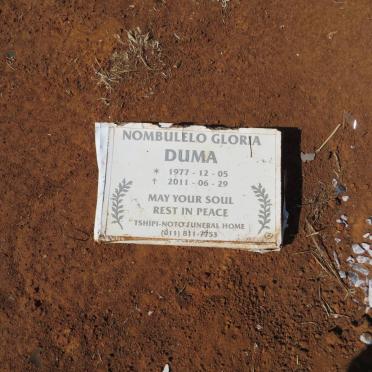 NOMBULELO GLORIA
DUMA
* 1977 - 12 - 05
† 2011 - 06 - 29
MAY YOUR SOUL
REST IN PEACE
TSHIPI-NOTO FUNERAL HOME
(011) 811-7753